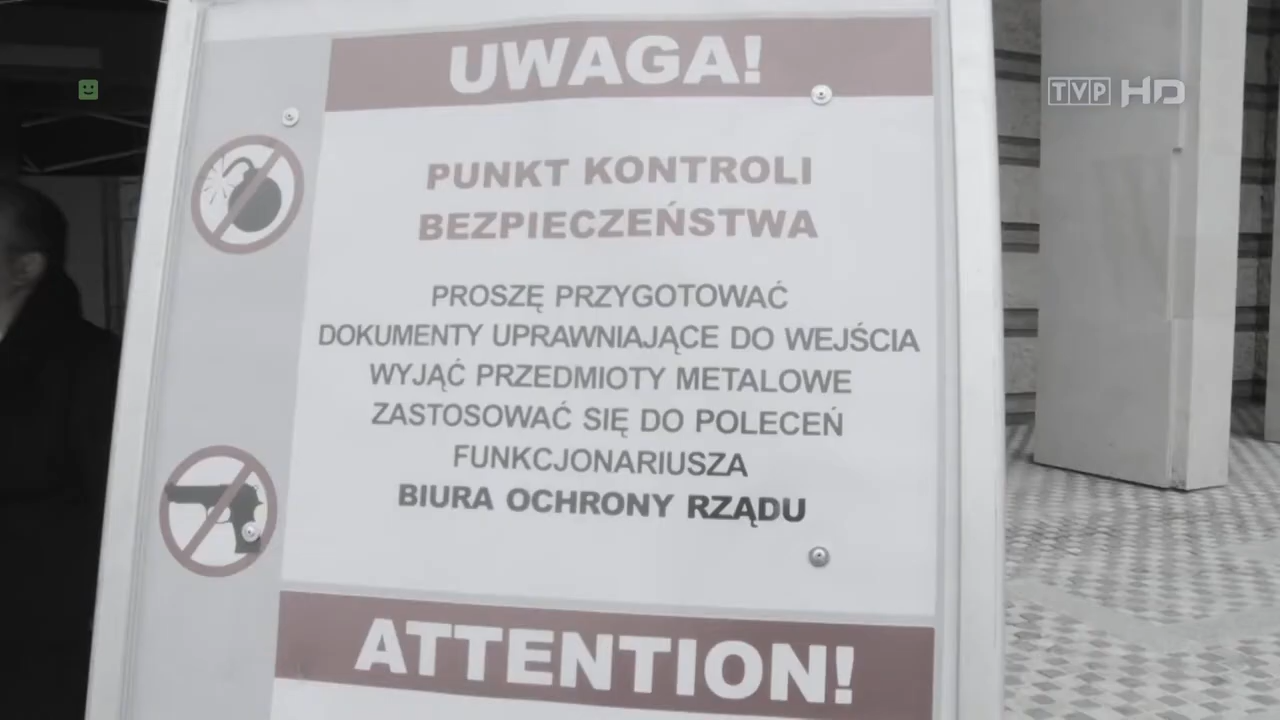 UWAGA!
TVP HD
PUNKT KONTROLI
BEZPIECZEŃSTWA
PROSZĘ PRZYGOTOWAĆ
DOKUMENTY UPRAWNIAJĄCE DO WEJŚCIA
WYJĄĆ PRZEDMIOTY METALOWE
ZASTOSOWAĆ SIĘ DO POLECEŃ
FUNKCJONARIUSZA
BIURA OCHRONY RZĄDU
ATTENTION!